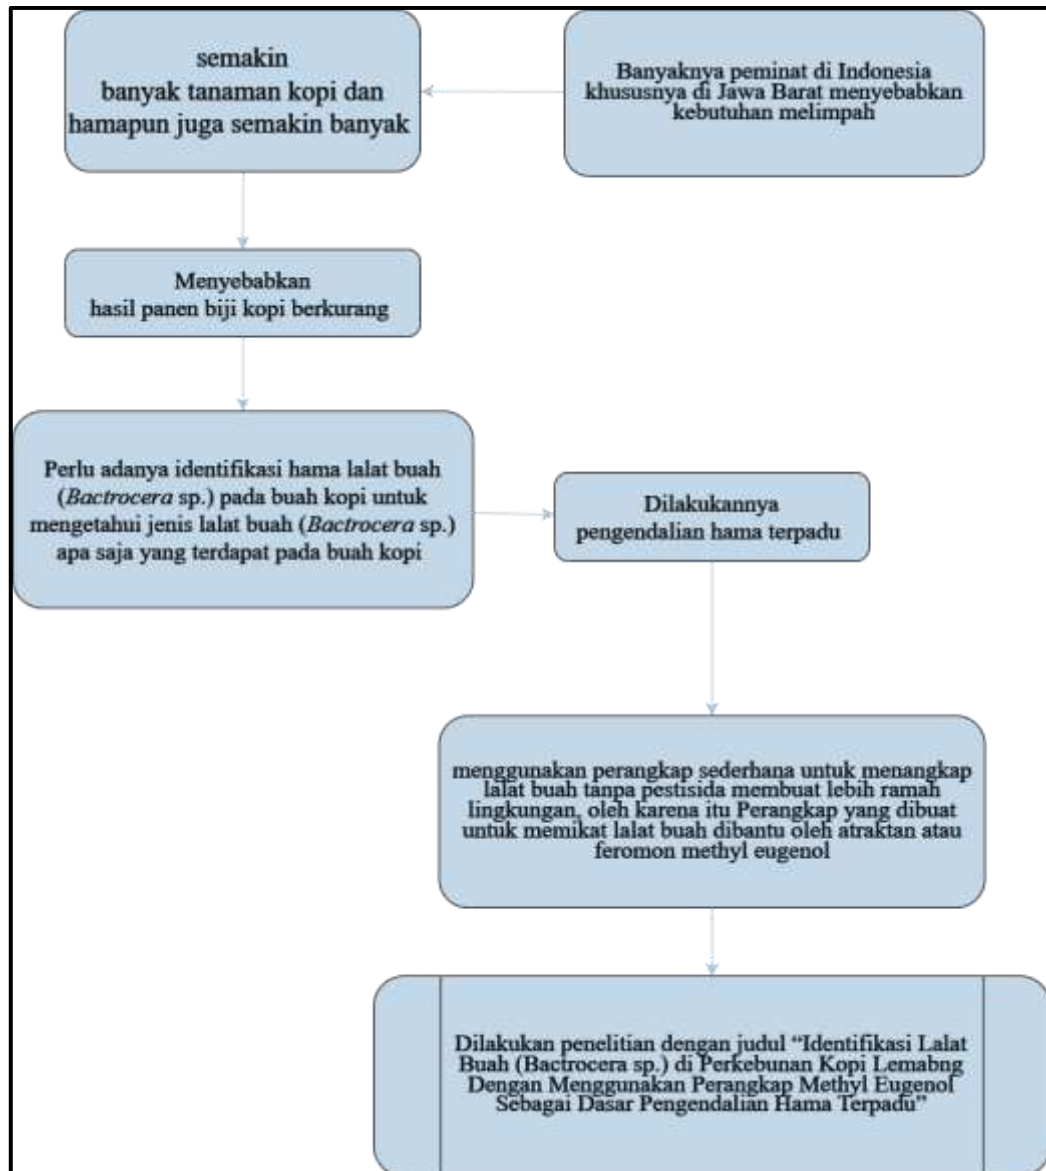 Banyaknya peminat di Indonesia
khususnya di Jawa Barat menyebabkan
kebutuhan melimpah
semakin
banyak tanaman kopi dan
hamapun juga semakin banyak
Menyebabkan
hasil panen biji kopi berkurang
Perlu adanya identifikasi hama lalat buah
(Bactrocera sp.) pada buah kopi untuk
mengetahui jenis lalat buah (Bactrocera sp.)
apa saja yang terdapat pada buah kopi
Dilakukannya
pengendalian hama terpadu
menggunakan perangkap sederhana untuk menangkap
lalat buah tanpa pestisida membuat lebih ramah
lingkungan, oleh karena itu Perangkap yang dibuat
untuk memikat lalat buah dibantu oleh atraktan atau
feromon methyl eugenol
Dilakukan penelitian dengan judul “Identifikasi Lalat
Buah (Bactrocera sp.) di Perkebunan Kopi Lemabng
Dengan Menggunakan Perangkap Methyl Eugenol
Sebagai Dasar Pengendalian Hama Terpadu”